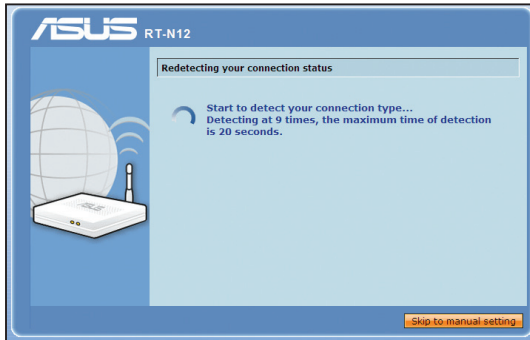 ASUS RT-N12
Redetecting your connection status
Start to detect your connection type...
Detecting at 9 times, the maximum time of detection
is 20 seconds.
ASUS
Skip to manual setting